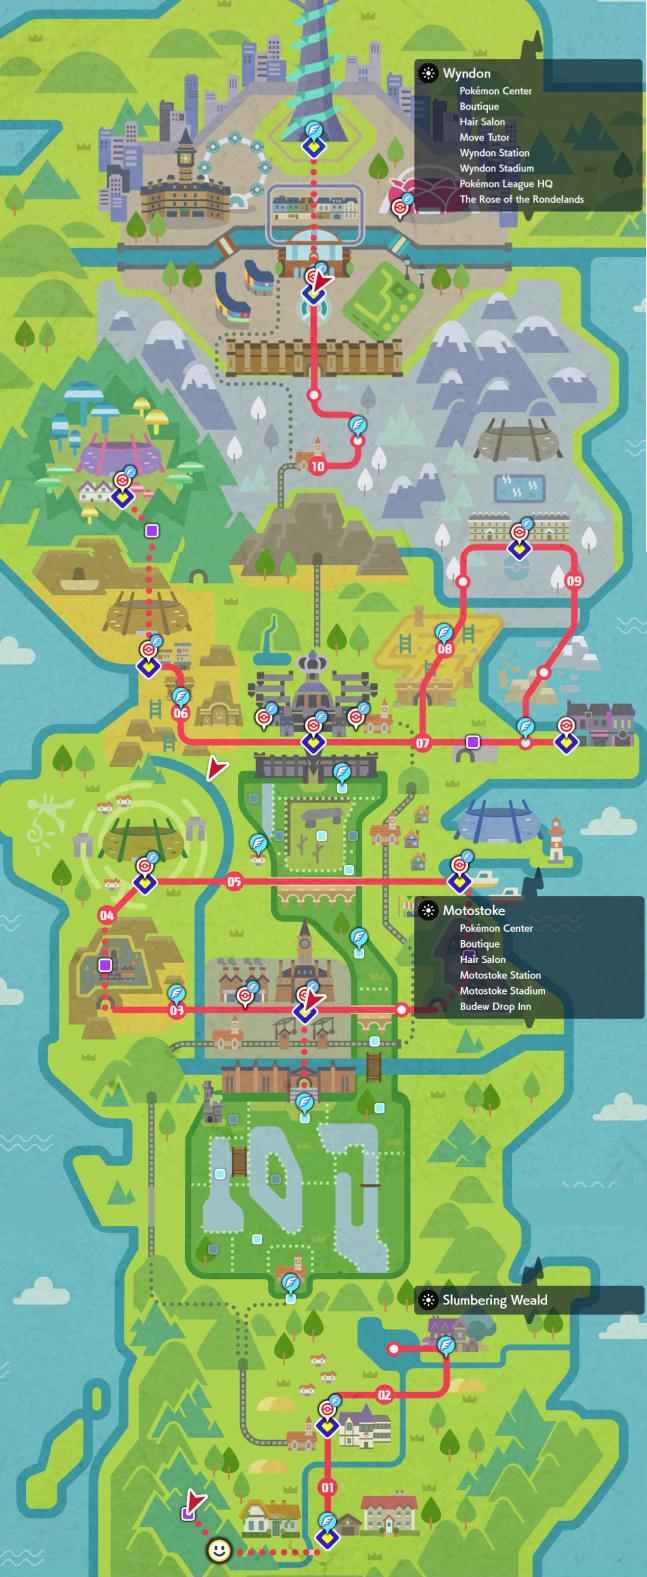 Wyndon
Pokémon Center
Boutique
Hair Salon
Move Tutor
Wyndon Station
Wyndon Stadium
Pokémon League HQ
The Rose of the Rondelands
10
09
08
06
07
05
04
Motostoke
Pokémon Center
Boutique
Hair Salon
Motostoke Station
Motostoke Stadium
Budew Drop Inn
03
Slumbering Weald
02
01